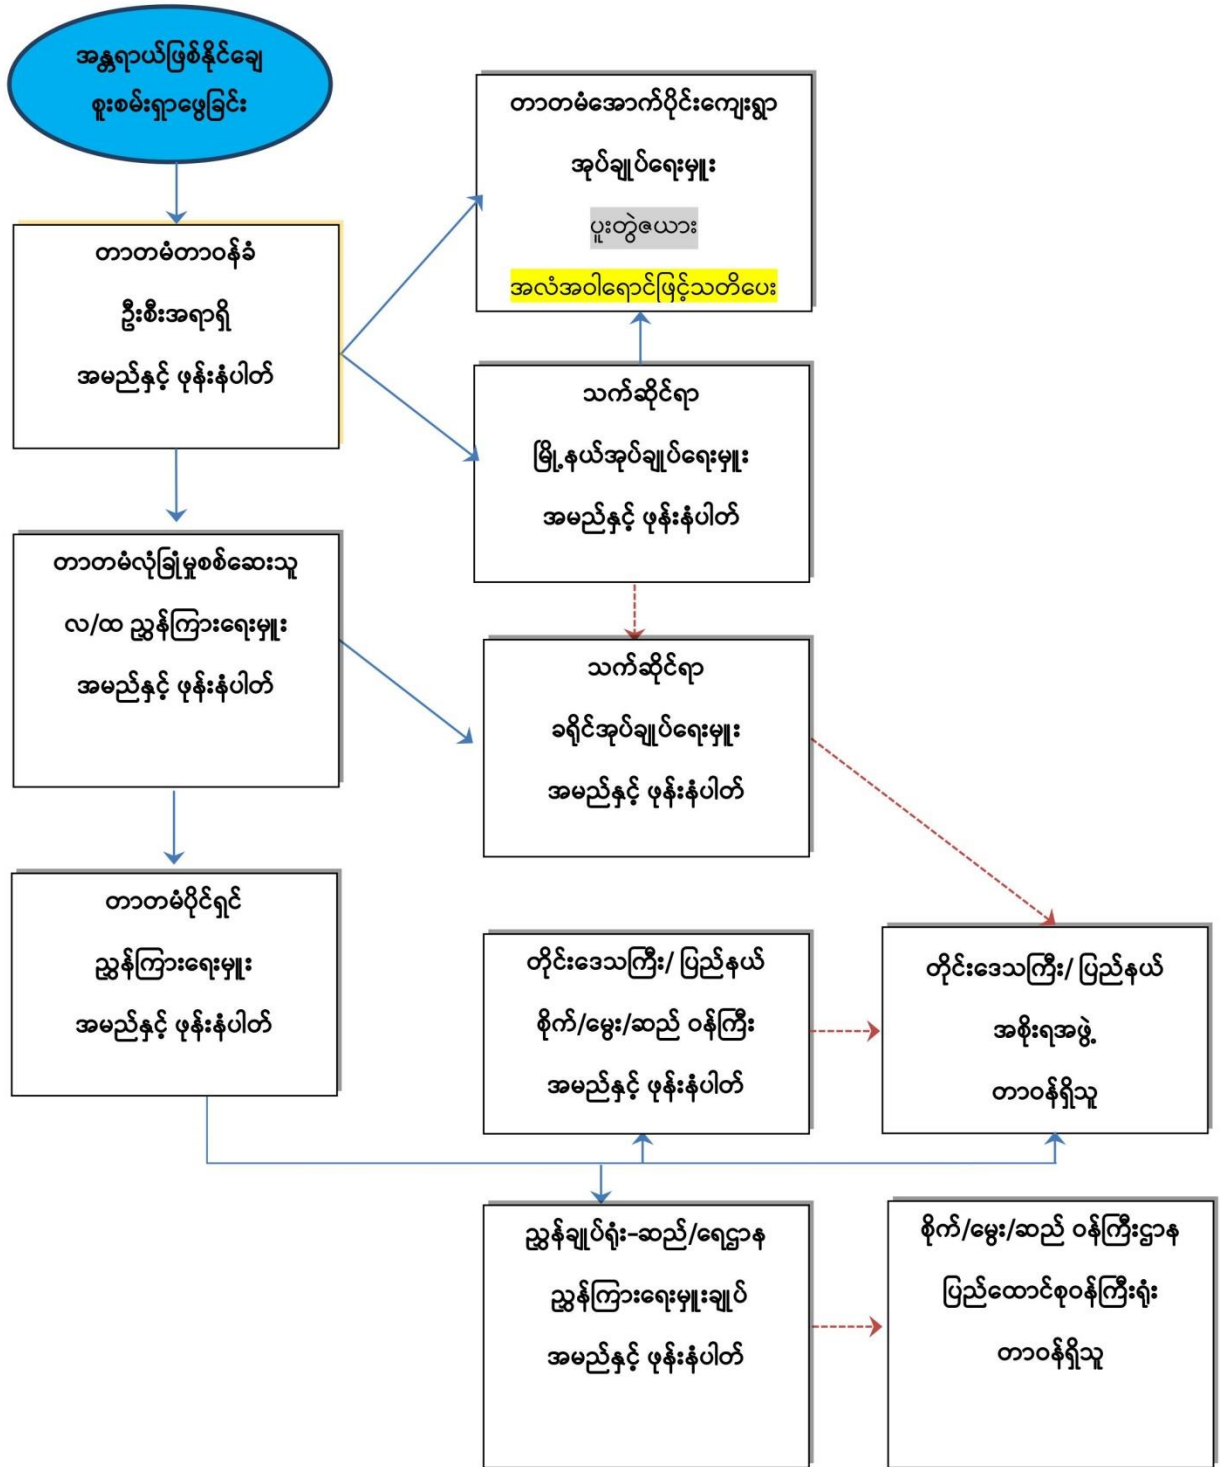 အန္တရာယ်ဖြစ်နိုင်ချေ
စူးစမ်းရှာဖွေခြင်း
တာတမံအောက်ပိုင်းကျေးရွာ
အုပ်ချုပ်ရေးမှူး
ပူးတွဲဇယား
အလံအဝါရောင်ဖြင့်သတိပေး
တာတမံတာဝန်ခံ
ဦးစီးအရာရှိ
အမည်နှင့် ဖုန်းနံပါတ်
သက်ဆိုင်ရာ
မြို့နယ်အုပ်ချုပ်ရေးမှူး
အမည်နှင့် ဖုန်းနံပါတ်
တာတမံလုံခြုံမှုစစ်ဆေးသူ
လ/ထ ညွှန်ကြားရေးမှူး
အမည်နှင့် ဖုန်းနံပါတ်
သက်ဆိုင်ရာ
ခရိုင်အုပ်ချုပ်ရေးမှူး
အမည်နှင့် ဖုန်းနံပါတ်
တာတမံပိုင်ရှင်
ညွှန်ကြားရေးမှူး
အမည်နှင့် ဖုန်းနံပါတ်
တိုင်းဒေသကြီး/ ပြည်နယ်
စိုက်/မွေး/ဆည် ဝန်ကြီး
အမည်နှင့် ဖုန်းနံပါတ်
တိုင်းဒေသကြီး/ ပြည်နယ်
အစိုးရအဖွဲ့
တာဝန်ရှိသူ
ညွှန်ချုပ်ရုံး-ဆည်/ရေဌာန
ညွှန်ကြားရေးမှူးချုပ်
အမည်နှင့် ဖုန်းနံပါတ်
စိုက်/မွေး/ဆည် ဝန်ကြီးဌာန
ပြည်ထောင်စုဝန်ကြီးရုံး
တာဝန်ရှိသူ